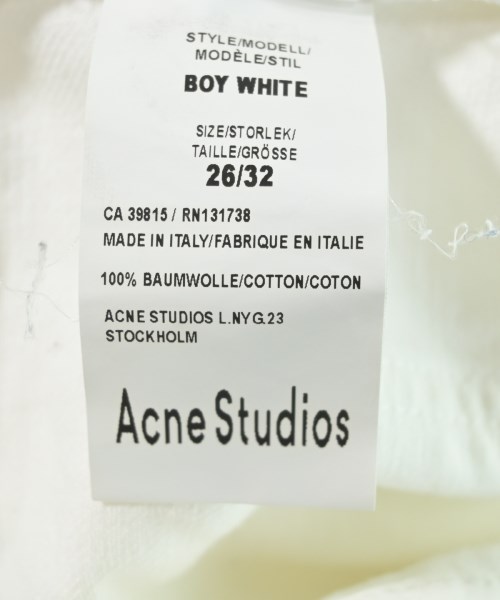 STYLE/MODELL/
MODÈLE/STIL
BOY WHITE
SIZE/STORLEK/
TAILLE/GRÖSSE
26/32
CA 39815 / RN131738
MADE IN ITALY/FABRIQUE EN ITALIE
100% BAUMWOLLE/COTTON/COTON
ACNE STUDIOS L.NYG.23
STOCKHOLM
Acne Studios